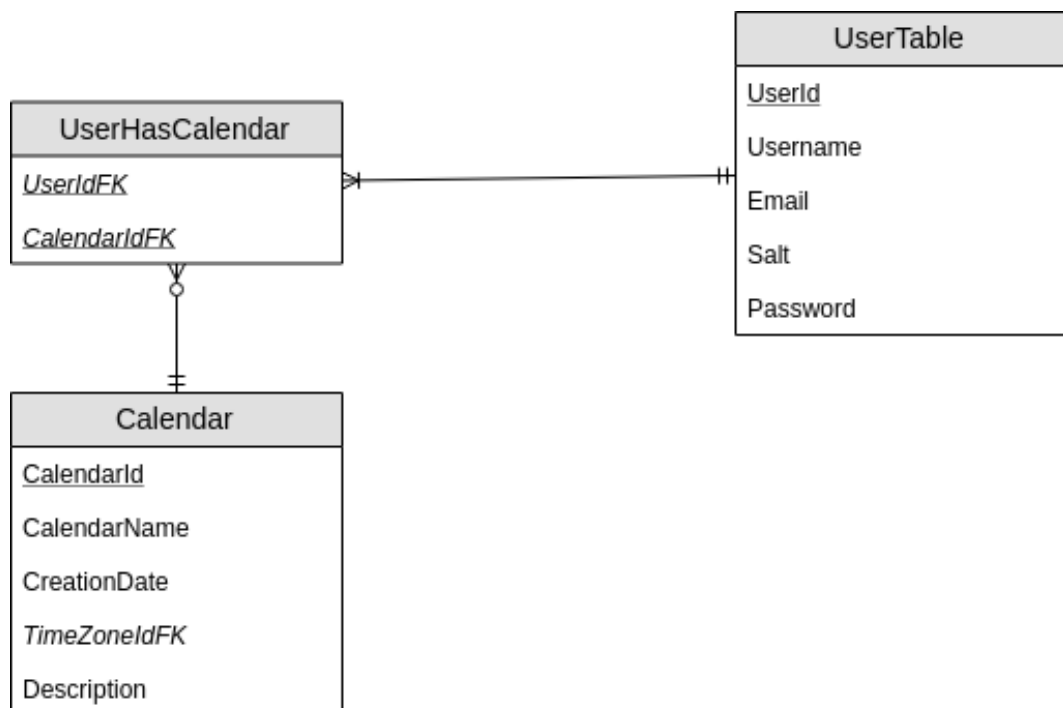 UserTable
UserId
Username
Email
Salt
Password
UserHasCalendar
UserIdFK
CalendarIdFK
Calendar
CalendarId
CalendarName
CreationDate
TimeZoneIdFK
Description